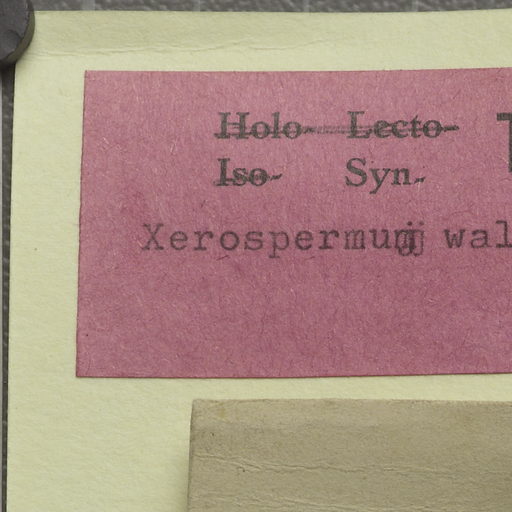 Holo- Lecto-
Iso- Syn-
Xerospermum wal